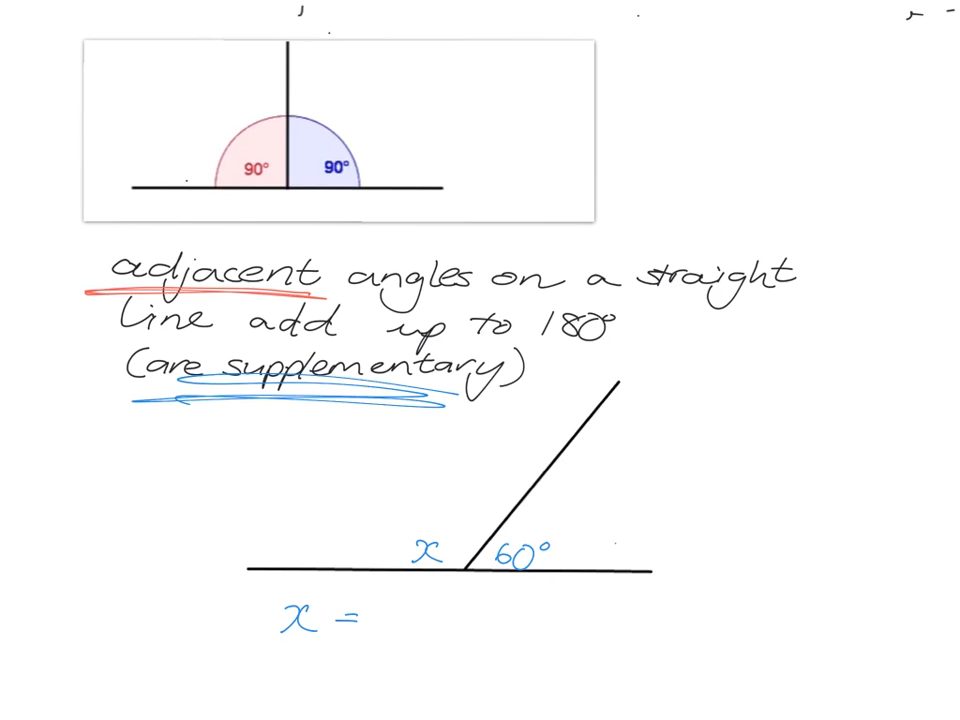 90° 90°
adjacent angles on a straight
line add up to 180°
(are supplementary)
x 60°
x =